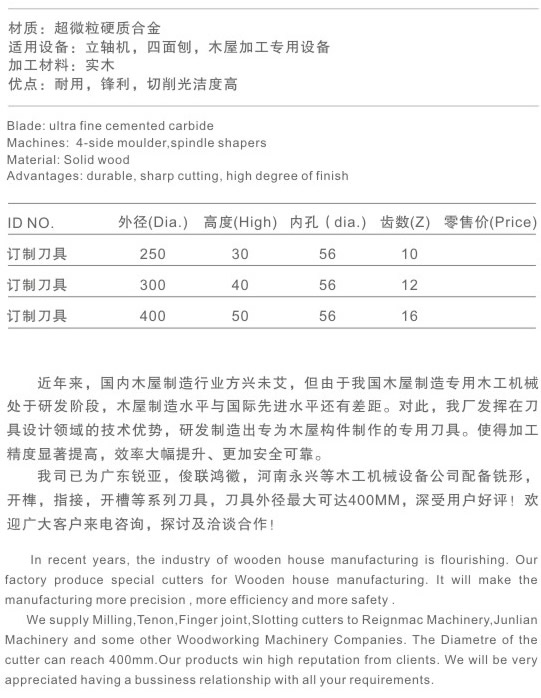 材质：超微粒硬质合金
适用设备：立轴机，四面刨，木屋加工专用设备
加工材料：实木
优点：耐用，锋利，切削光洁度高
Blade: ultra fine cemented carbide
Machines: 4-side moulder,spindle shapers
Material: Solid wood
Advantages: durable, sharp cutting, high degree of finish
ID NO. 外径(Dia.) 高度(High) 内孔（dia.) 齿数(Z) 零售价(Price)
订制刀具 250 30 56 10
订制刀具 300 40 56 12
订制刀具 400 50 56 16
近年来，国内木屋制造行业方兴未艾，但由于我国木屋制造专用木工机械
处于研发阶段，木屋制造水平与国际先进水平还有差距。对此，我厂发挥在刀
具设计领域的技术优势，研发制造出专为木屋构件制作的专用刀具。使得加工
精度显著提高，效率大幅提升、更加安全可靠。
我司已为广东锐亚，俊联鸿徽，河南永兴等木工机械设备公司配备铣形，
开榫，指接，开槽等系列刀具，刀具外径最大可达400MM，深受用户好评！欢
迎广大客户来电咨询，探讨及洽谈合作！
In recent years, the industry of wooden house manufacturing is flourishing. Our
factory produce special cutters for Wooden house manufacturing. It will make the
manufacturing more precision , more efficiency and more safety .
We supply Milling,Tenon,Finger joint,Slotting cutters to Reignmac Machinery,Junlian
Machinery and some other Woodworking Machinery Companies. The Diametre of the
cutter can reach 400mm.Our products win high reputation from clients. We will be very
appreciated having a bussiness relationship with all your requirements.